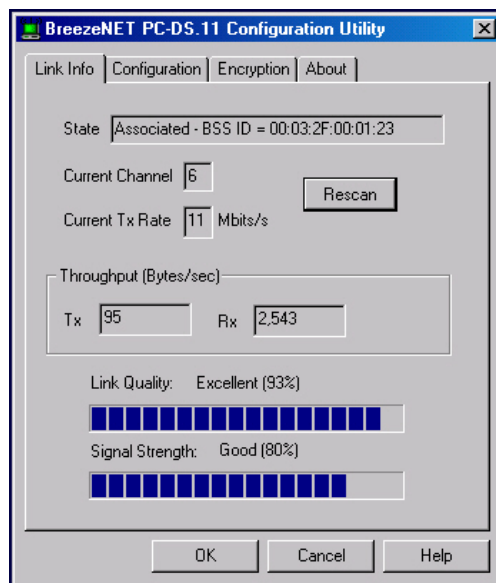 BreezeNET PC-DS.11 Configuration Utility
Link Info Configuration Encryption About
State Associated - BSS ID = 00:03:2F:00:01:23
Current Channel 6
Rescan
Current Tx Rate 11 Mbits/s
Throughput (Bytes/sec)
Tx 95 Rx 2,543
Link Quality: Excellent (93%)
Signal Strength: Good (80%)
OK Cancel Help